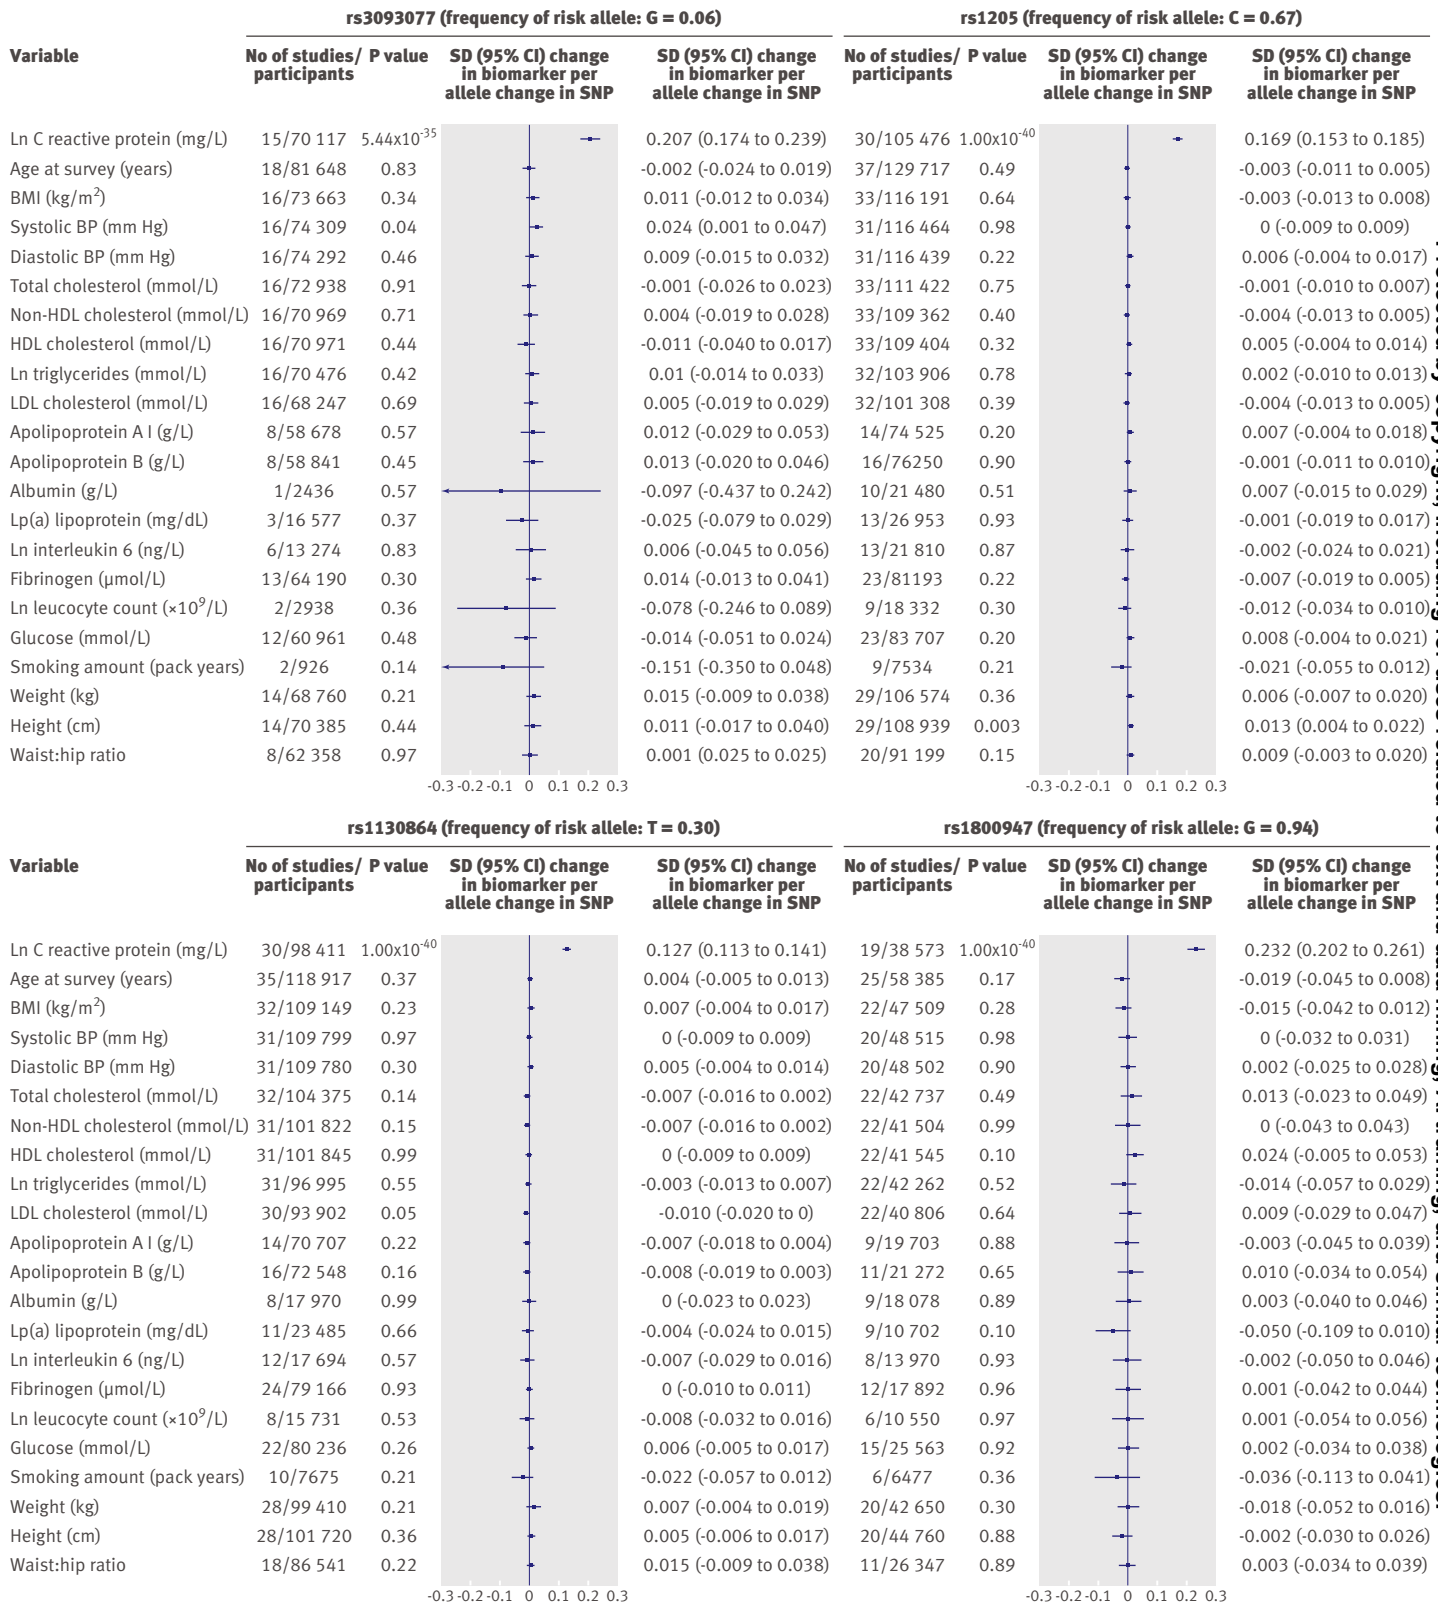 rs3093077 (frequency of risk allele: G = 0.06) rs1205 (frequency of risk allele: C = 0.67)
Variable No of studies/ participants P value SD (95% CI) change in biomarker per allele change in SNP SD (95% CI) change in biomarker per allele change in SNP No of studies/ participants P value SD (95% CI) change in biomarker per allele change in SNP SD (95% CI) change in biomarker per allele change in SNP
Ln C reactive protein (mg/L) 15/70 117 5.44x10⁻³⁵ 0.207 (0.174 to 0.239) 30/105 476 1.00x10⁻⁴⁰ 0.169 (0.153 to 0.185)
Age at survey (years) 18/81 648 0.83 -0.002 (-0.024 to 0.019) 37/129 717 0.49 -0.003 (-0.011 to 0.005)
BMI (kg/m²) 16/73 663 0.34 0.011 (-0.012 to 0.034) 33/116 191 0.64 -0.003 (-0.013 to 0.008)
Systolic BP (mm Hg) 16/74 309 0.04 0.024 (0.001 to 0.047) 31/116 464 0.98 0 (-0.009 to 0.009)
Diastolic BP (mm Hg) 16/74 292 0.46 0.009 (-0.015 to 0.032) 31/116 439 0.22 0.006 (-0.004 to 0.017)
Total cholesterol (mmol/L) 16/72 938 0.91 -0.001 (-0.026 to 0.023) 33/111 422 0.75 -0.001 (-0.010 to 0.007)
Non-HDL cholesterol (mmol/L) 16/70 969 0.71 0.004 (-0.019 to 0.028) 33/109 362 0.40 -0.004 (-0.013 to 0.005)
HDL cholesterol (mmol/L) 16/70 971 0.44 -0.011 (-0.040 to 0.017) 33/109 404 0.32 0.005 (-0.004 to 0.014)
Ln triglycerides (mmol/L) 16/70 476 0.42 0.01 (-0.014 to 0.033) 32/103 906 0.78 0.002 (-0.010 to 0.013)
LDL cholesterol (mmol/L) 16/68 247 0.69 0.005 (-0.019 to 0.029) 32/101 308 0.39 -0.004 (-0.013 to 0.005)
Apolipoprotein A I (g/L) 8/58 678 0.57 0.012 (-0.029 to 0.053) 14/74 525 0.20 0.007 (-0.004 to 0.018)
Apolipoprotein B (g/L) 8/58 841 0.45 0.013 (-0.020 to 0.046) 16/76250 0.90 -0.001 (-0.011 to 0.010)
Albumin (g/L) 1/2436 0.57 -0.097 (-0.437 to 0.242) 10/21 480 0.51 0.007 (-0.015 to 0.029)
Lp(a) lipoprotein (mg/dL) 3/16 577 0.37 -0.025 (-0.079 to 0.029) 13/26 953 0.93 -0.001 (-0.019 to 0.017)
Ln interleukin 6 (ng/L) 6/13 274 0.83 0.006 (-0.045 to 0.056) 13/21 810 0.87 -0.002 (-0.024 to 0.021)
Fibrinogen (µmol/L) 13/64 190 0.30 0.014 (-0.013 to 0.041) 23/81193 0.22 -0.007 (-0.019 to 0.005)
Ln leucocyte count (×10⁹/L) 2/2938 0.36 -0.078 (-0.246 to 0.089) 9/18 332 0.30 -0.012 (-0.034 to 0.010)
Glucose (mmol/L) 12/60 961 0.48 -0.014 (-0.051 to 0.024) 23/83 707 0.20 0.008 (-0.004 to 0.021)
Smoking amount (pack years) 2/926 0.14 -0.151 (-0.350 to 0.048) 9/7534 0.21 -0.021 (-0.055 to 0.012)
Weight (kg) 14/68 760 0.21 0.015 (-0.009 to 0.038) 29/106 574 0.36 0.006 (-0.007 to 0.020)
Height (cm) 14/70 385 0.44 0.011 (-0.017 to 0.040) 29/108 939 0.003 0.013 (0.004 to 0.022)
Waist:hip ratio 8/62 358 0.97 0.001 (0.025 to 0.025) 20/91 199 0.15 0.009 (-0.003 to 0.020)
-0.3 -0.2 -0.1 0 0.1 0.2 0.3 -0.3 -0.2 -0.1 0 0.1 0.2 0.3
rs1130864 (frequency of risk allele: T = 0.30) rs1800947 (frequency of risk allele: G = 0.94)
Variable No of studies/ participants P value SD (95% CI) change in biomarker per allele change in SNP SD (95% CI) change in biomarker per allele change in SNP No of studies/ participants P value SD (95% CI) change in biomarker per allele change in SNP SD (95% CI) change in biomarker per allele change in SNP
Ln C reactive protein (mg/L) 30/98 411 1.00x10⁻⁴⁰ 0.127 (0.113 to 0.141) 19/38 573 1.00x10⁻⁴⁰ 0.232 (0.202 to 0.261)
Age at survey (years) 35/118 917 0.37 0.004 (-0.005 to 0.013) 25/58 385 0.17 -0.019 (-0.045 to 0.008)
BMI (kg/m²) 32/109 149 0.23 0.007 (-0.004 to 0.017) 22/47 509 0.28 -0.015 (-0.042 to 0.012)
Systolic BP (mm Hg) 31/109 799 0.97 0 (-0.009 to 0.009) 20/48 515 0.98 0 (-0.032 to 0.031)
Diastolic BP (mm Hg) 31/109 780 0.30 0.005 (-0.004 to 0.014) 20/48 502 0.90 0.002 (-0.025 to 0.028)
Total cholesterol (mmol/L) 32/104 375 0.14 -0.007 (-0.016 to 0.002) 22/42 737 0.49 0.013 (-0.023 to 0.049)
Non-HDL cholesterol (mmol/L) 31/101 822 0.15 -0.007 (-0.016 to 0.002) 22/41 504 0.99 0 (-0.043 to 0.043)
HDL cholesterol (mmol/L) 31/101 845 0.99 0 (-0.009 to 0.009) 22/41 545 0.10 0.024 (-0.005 to 0.053)
Ln triglycerides (mmol/L) 31/96 995 0.55 -0.003 (-0.013 to 0.007) 22/42 262 0.52 -0.014 (-0.057 to 0.029)
LDL cholesterol (mmol/L) 30/93 902 0.05 -0.010 (-0.020 to 0) 22/40 806 0.64 0.009 (-0.029 to 0.047)
Apolipoprotein A I (g/L) 14/70 707 0.22 -0.007 (-0.018 to 0.004) 9/19 703 0.88 -0.003 (-0.045 to 0.039)
Apolipoprotein B (g/L) 16/72 548 0.16 -0.008 (-0.019 to 0.003) 11/21 272 0.65 0.010 (-0.034 to 0.054)
Albumin (g/L) 8/17 970 0.99 0 (-0.023 to 0.023) 9/18 078 0.89 0.003 (-0.040 to 0.046)
Lp(a) lipoprotein (mg/dL) 11/23 485 0.66 -0.004 (-0.024 to 0.015) 9/10 702 0.10 -0.050 (-0.109 to 0.010)
Ln interleukin 6 (ng/L) 12/17 694 0.57 -0.007 (-0.029 to 0.016) 8/13 970 0.93 -0.002 (-0.050 to 0.046)
Fibrinogen (µmol/L) 24/79 166 0.93 0 (-0.010 to 0.011) 12/17 892 0.96 0.001 (-0.042 to 0.044)
Ln leucocyte count (×10⁹/L) 8/15 731 0.53 -0.008 (-0.032 to 0.016) 6/10 550 0.97 0.001 (-0.054 to 0.056)
Glucose (mmol/L) 22/80 236 0.26 0.006 (-0.005 to 0.017) 15/25 563 0.92 0.002 (-0.034 to 0.038)
Smoking amount (pack years) 10/7675 0.21 -0.022 (-0.057 to 0.012) 6/6477 0.36 -0.036 (-0.113 to 0.041)
Weight (kg) 28/99 410 0.21 0.007 (-0.004 to 0.019) 20/42 650 0.30 -0.018 (-0.052 to 0.016)
Height (cm) 28/101 720 0.36 0.005 (-0.006 to 0.017) 20/44 760 0.88 -0.002 (-0.030 to 0.026)
Waist:hip ratio 18/86 541 0.22 0.015 (-0.009 to 0.038) 11/26 347 0.89 0.003 (-0.034 to 0.039)
-0.3 -0.2 -0.1 0 0.1 0.2 0.3 -0.3 -0.2 -0.1 0 0.1 0.2 0.3